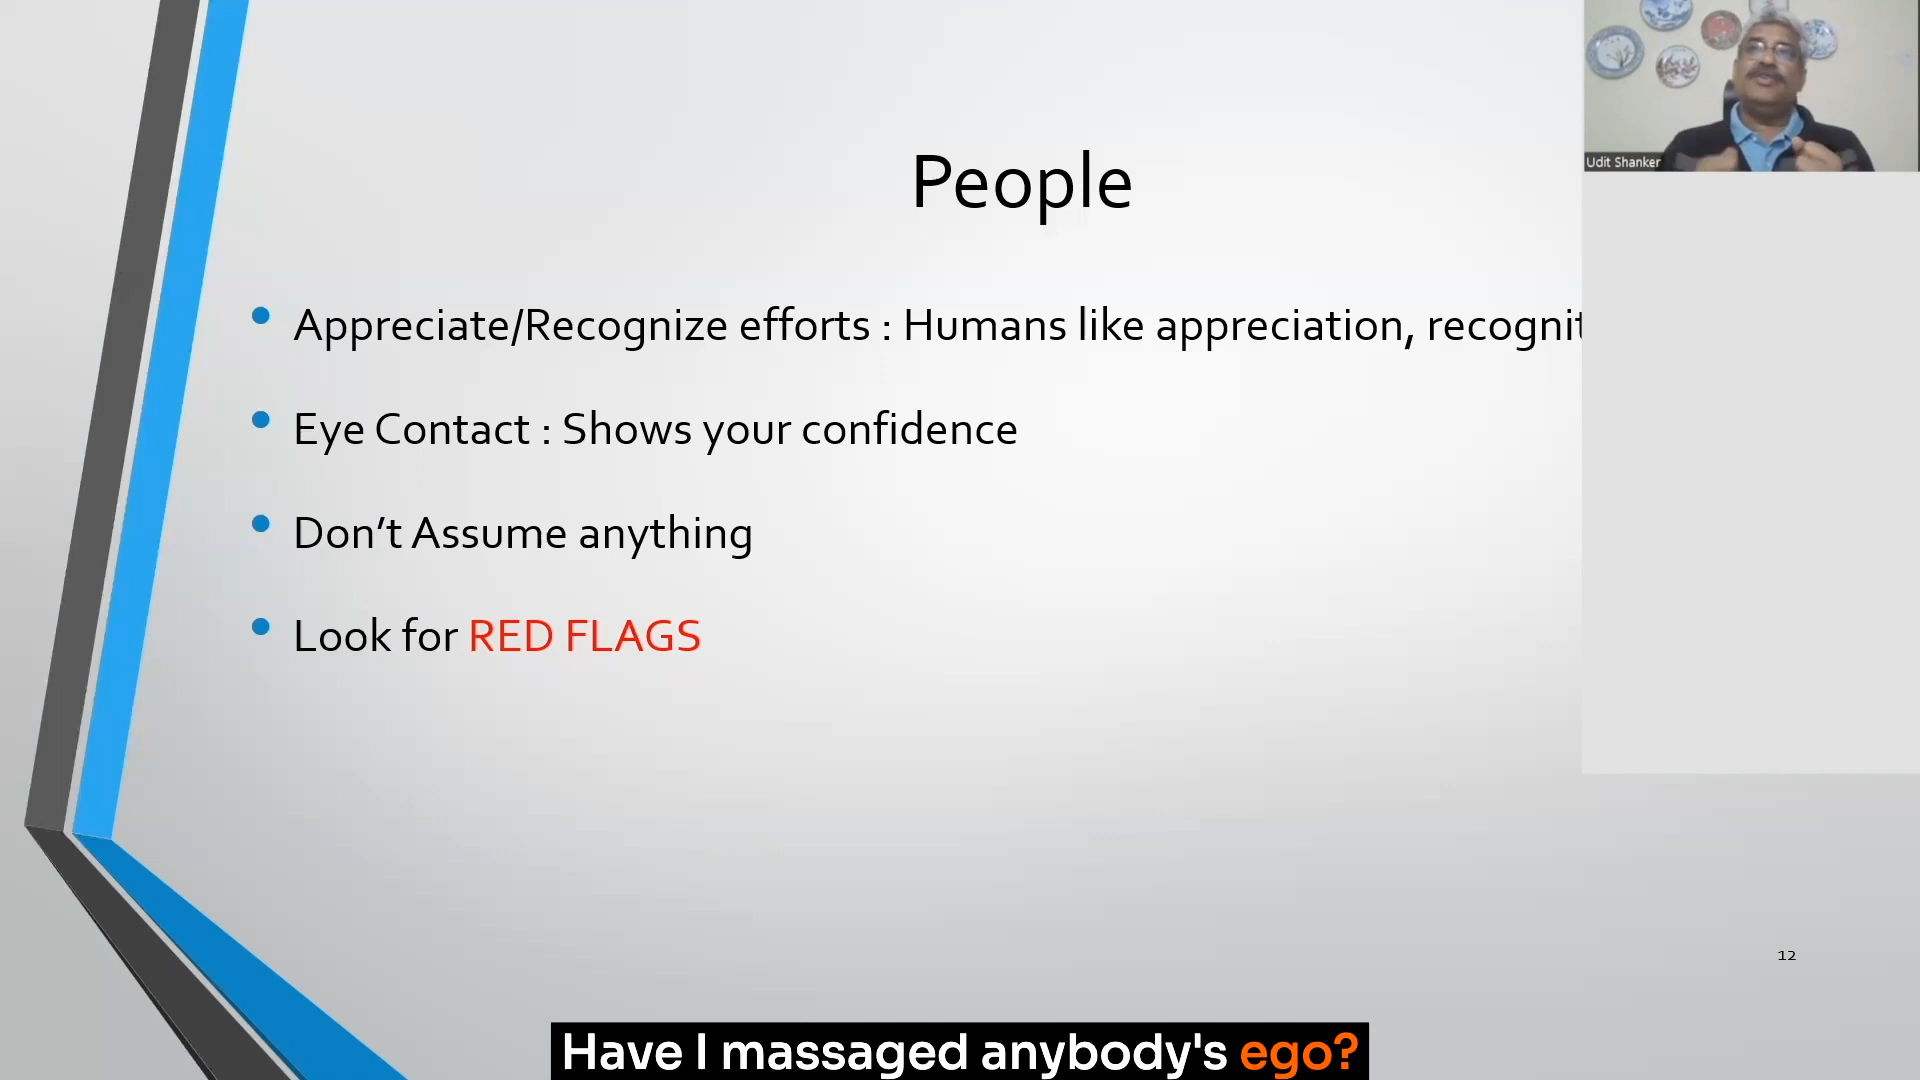 Udit Shanker
People
Appreciate/Recognize efforts : Humans like appreciation,
Eye Contact : Shows your confidence
Don’t Assume anything
Look for RED FLAGS
12
Have I massaged anybody's ego?